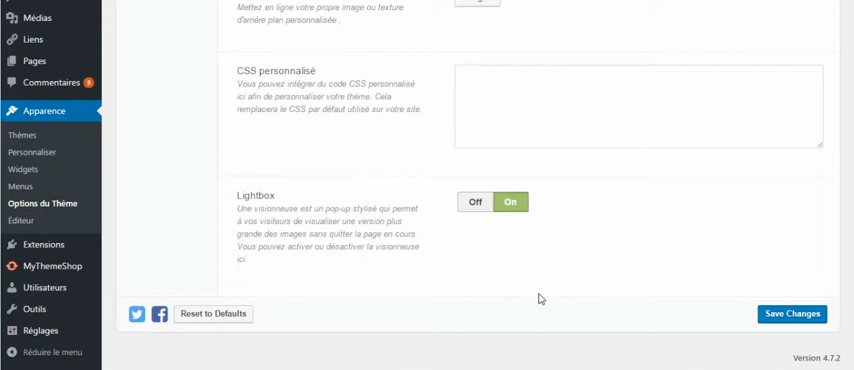 Médias
Liens
Pages
Commentaires 8
Apparence
Thèmes
Personnaliser
Widgets
Menus
Options du Thème
Éditeur
Extensions
MyThemeShop
Utilisateurs
Outils
Réglages
Réduire le menu
Mettez en ligne votre propre image ou texture
d'arrière plan personnalisée .
CSS personnalisé
Vous pouvez intégrer du code CSS personnalisé
ici afin de personnaliser votre thème. Cela
remplacera le CSS par défaut utilisé sur votre site.
Lightbox
Une visionneuse est un pop-up stylisé qui permet
à vos visiteurs de visualiser une version plus
grande des images sans quitter la page en cours.
Vous pouvez activer ou désactiver la visionneuse
ici.
Off On
Reset to Defaults
Save Changes
Version 4.7.2